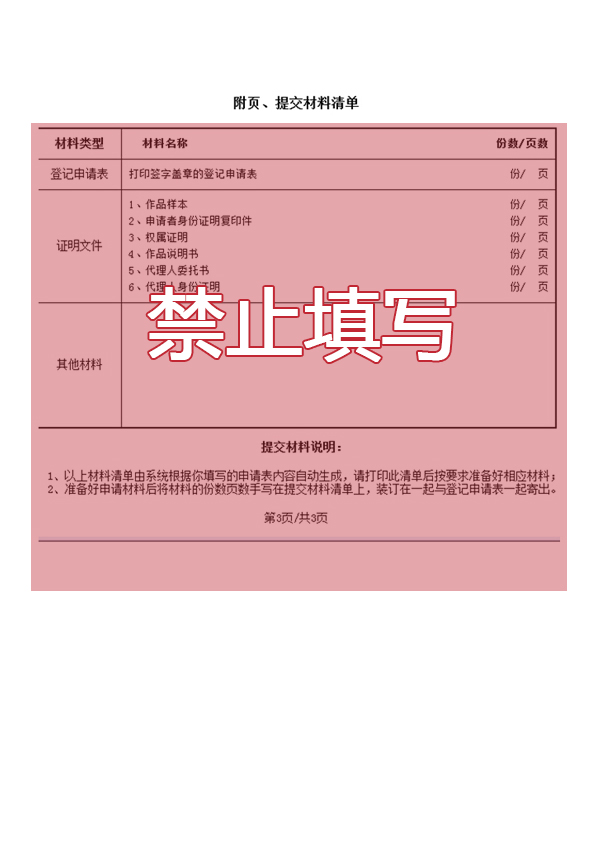 附页、提交材料清单
材料类型 材料名称 份数/页数
登记申请表 打印签字盖章的登记申请表 份/ 页
证明文件
1、作品样本 份/ 页
2、申请者身份证明复印件 份/ 页
3、权属证明 份/ 页
4、作品说明书 份/ 页
5、代理人委托书 份/ 页
6、代理人身份证明 份/ 页
禁止填写
其他材料
提交材料说明：
1、以上材料清单由系统根据你填写的申请表内容自动生成，请打印此清单后按要求准备好相应材料；
2、准备好申请材料后将材料的份数页数手写在提交材料清单上，装订在一起与登记申请表一起寄出。
第3页/共3页